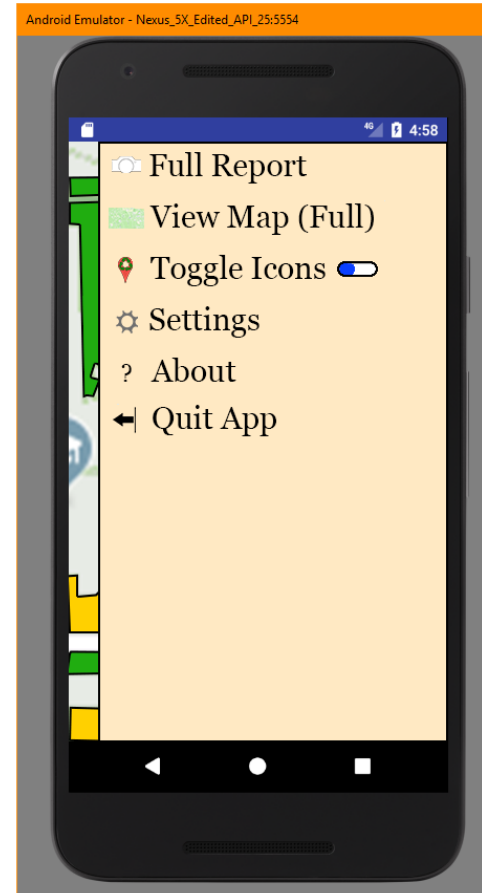 Android Emulator - Nexus_5X_Edited_API_25:5554
4G 4:58
Full Report
View Map (Full)
Toggle Icons
Settings
? About
Quit App